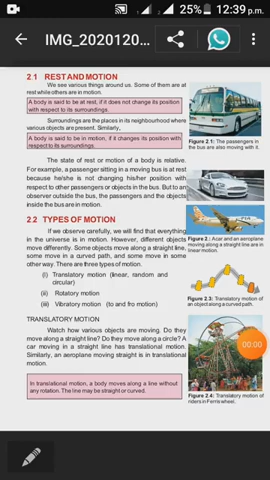 25% 12:39 pm
IMG_2020120...
2.1 REST AND MOTION
We see various things around us. Some of them are at
rest while others are in motion.
A body is said to be at rest, if it does not change its position
with respect to its surroundings.
Surroundings are the places in its neighbourhood where
various objects are present. Similarly,
A body is said to be in motion, if it changes its position with
respect to its surroundings.
Figure 2.1: The passengers in
the bus are also moving with it.
The state of rest or motion of a body is relative.
For example, a passenger sitting in a moving bus is at rest
because he/she is not changing his/her position with
respect to other passengers or objects in the bus. But to an
observer outside the bus, the passengers and the objects
inside the bus are in motion.
2.2 TYPES OF MOTION
If we observe carefully, we will find that everything
in the universe is in motion. However, different objects
move differently. Some objects move along a straight line,
some move in a curved path, and some move in some
other way. There are three types of motion.
(i) Translatory motion (linear, random and
circular)
(ii) Rotatory motion
(iii) Vibratory motion (to and fro motion)
Figure 2.: A car and an aeroplane
moving along a straight line are in
Figure 2.3: Translatory motion of
an object along a curved path.
TRANSLATORY MOTION
Watch how various objects are moving. Do they
move along a straight line? Do they move along a circle? A
car moving in a straight line has translational motion.
Similarly, an aeroplane moving straight is in translational
motion.
In translational motion, a body moves along a line without
any rotation. The line may be straight or curved.
00:00
Figure 2.4: Translatory motion of
riders in Ferris wheel.